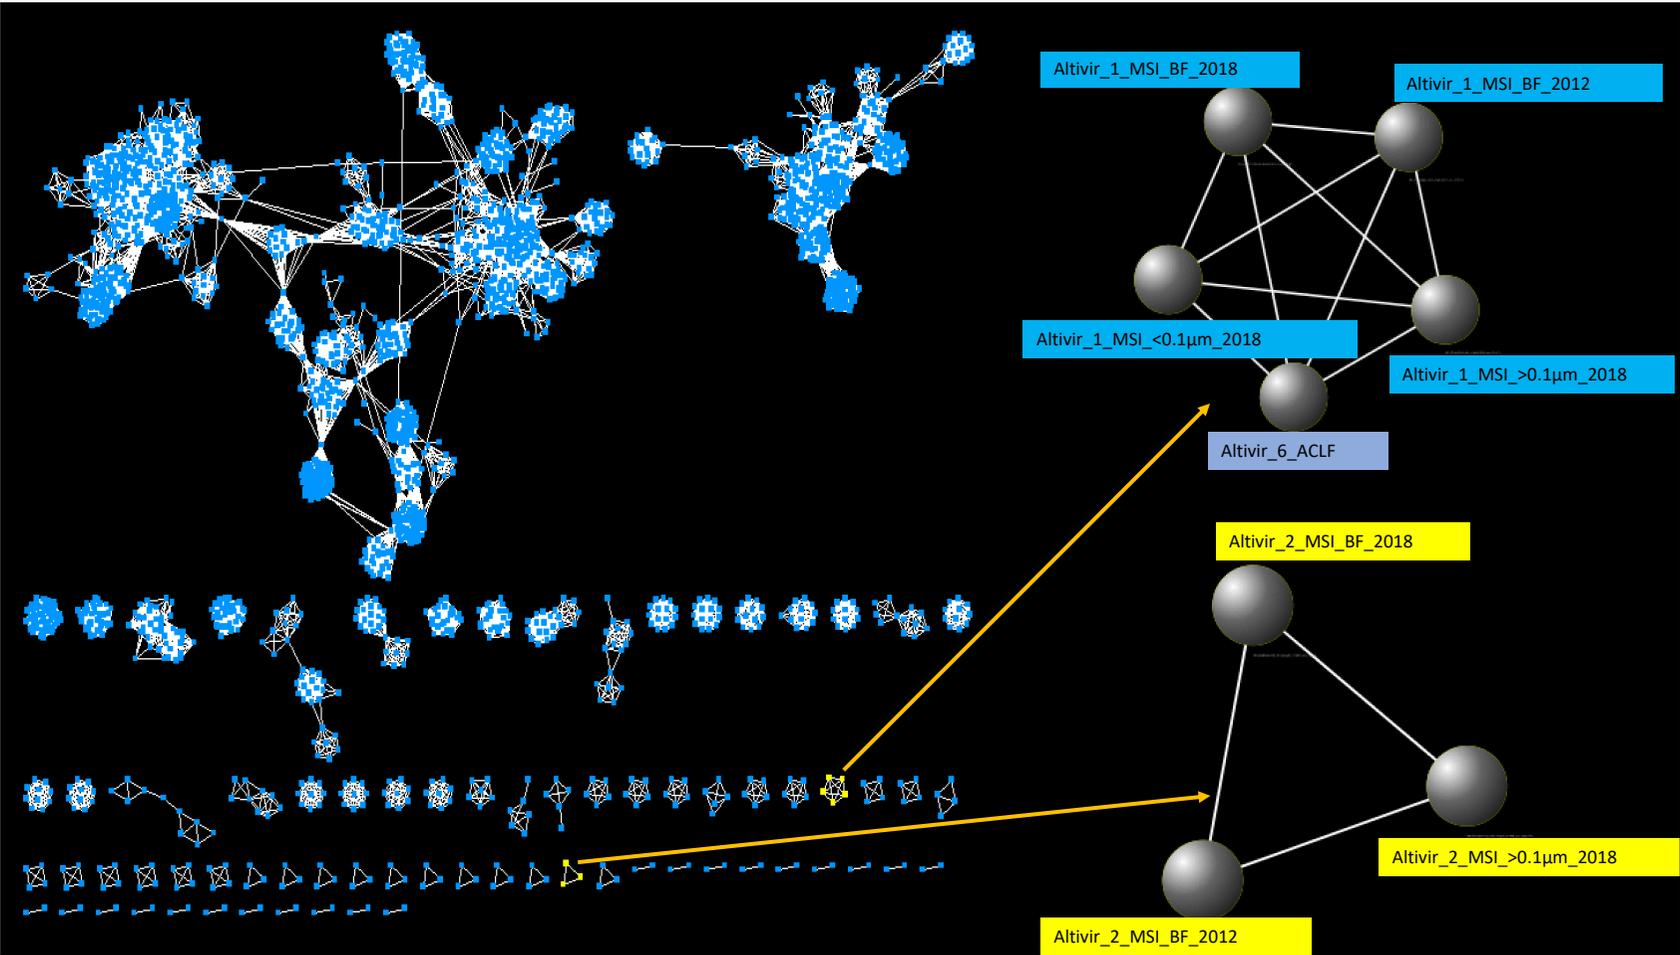 Altivir_1_MSI_BF_2018
Altivir_1_MSI_BF_2012
Altivir_1_MSI_<0.1µm_2018
Altivir_1_MSI_>0.1µm_2018
Altivir_6_ACLF
Altivir_2_MSI_BF_2018
Altivir_2_MSI_>0.1µm_2018
Altivir_2_MSI_BF_2012